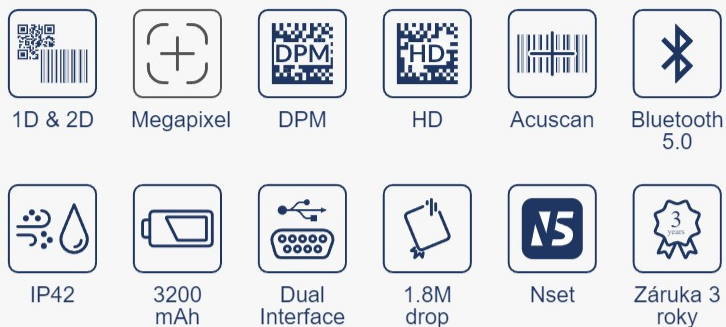 DPM
HD
1D & 2D
Megapixel
DPM
HD
Acuscan
Bluetooth
5.0
NS
3
years
IP42
3200
mAh
Dual
Interface
1.8M
drop
Nset
Záruka 3
roky